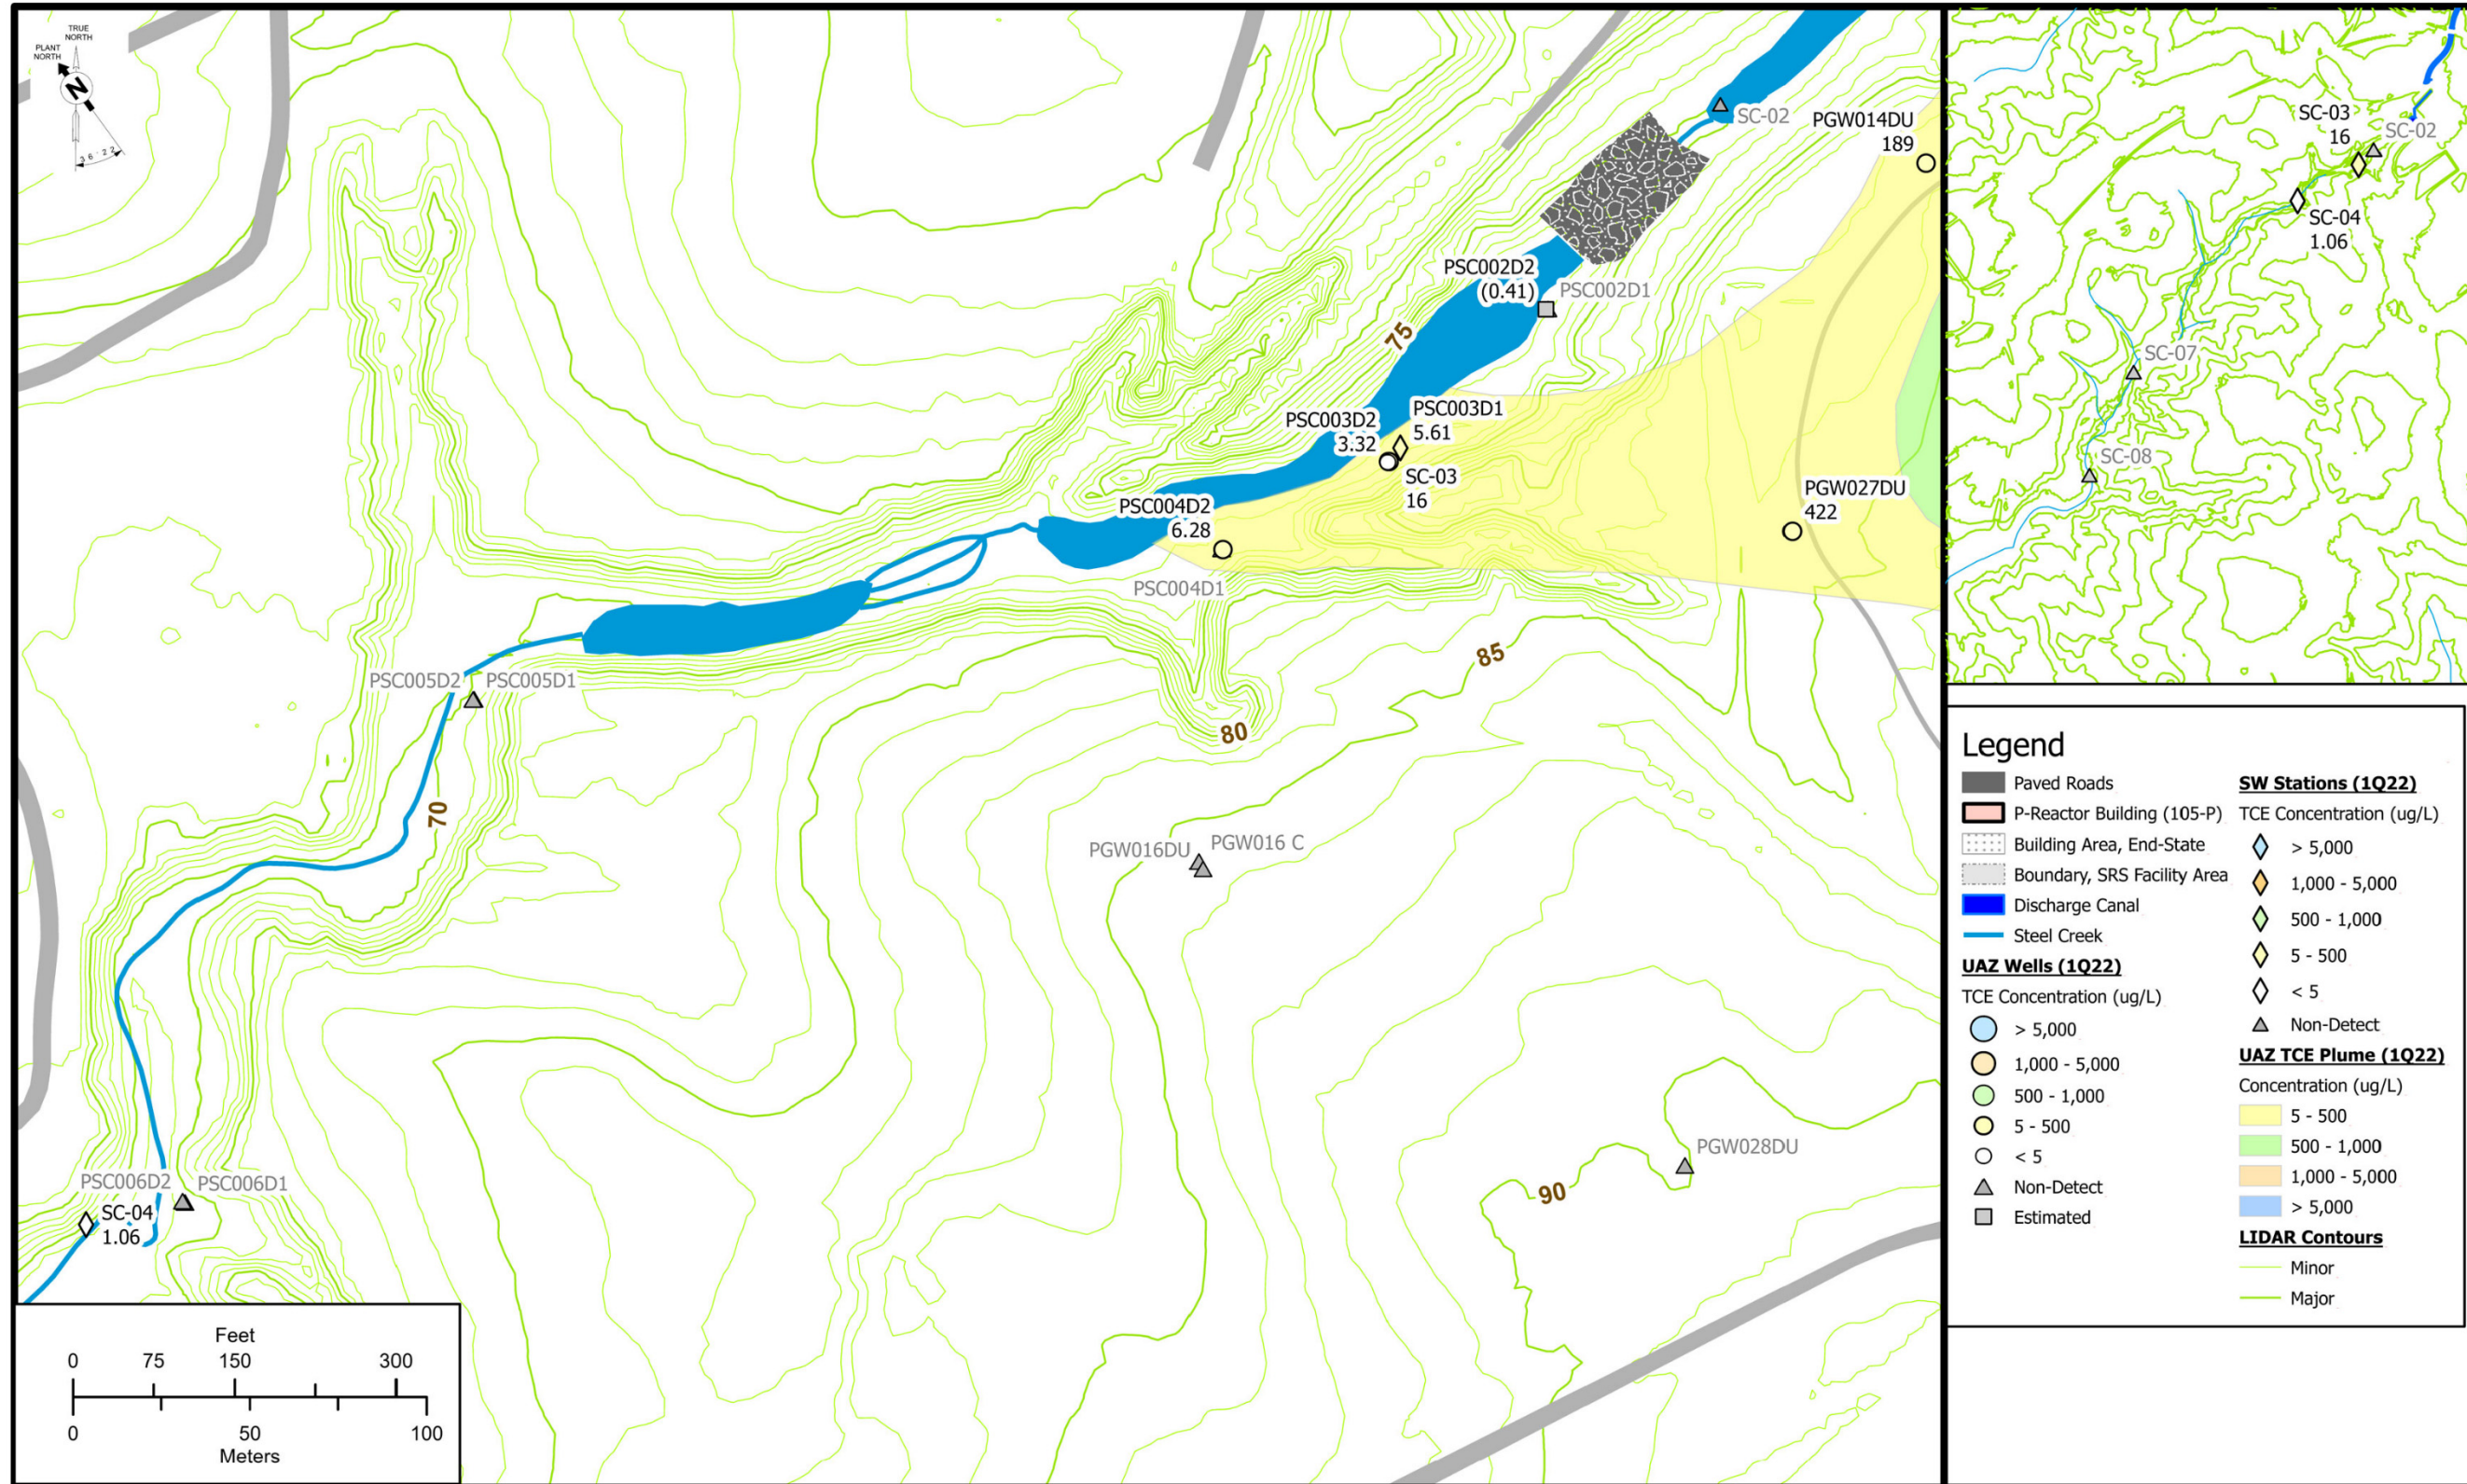 TRUE
NORTH
PLANT
NORTH
N
36°22'
SC-02
PGW014DU
189
PSC002D2
(0.41)
PSC002D1
75
PSC003D2
3.32
PSC003D1
5.61
SC-03
16
PSC004D2
6.28
PSC004D1
PGW027DU
422
85
80
PSC005D2
PSC005D1
70
PGW016DU
PGW016 C
PGW028DU
90
PSC006D2
PSC006D1
SC-04
1.06
Feet
0 75 150 300
0 50 100
Meters
SC-03
16
SC-02
SC-04
1.06
SC-07
SC-08
Legend
Paved Roads
P-Reactor Building (105-P)
Building Area, End-State
Boundary, SRS Facility Area
Discharge Canal
Steel Creek
UAZ Wells (1Q22)
TCE Concentration (ug/L)
> 5,000
1,000 - 5,000
500 - 1,000
5 - 500
< 5
Non-Detect
Estimated
SW Stations (1Q22)
TCE Concentration (ug/L)
> 5,000
1,000 - 5,000
500 - 1,000
5 - 500
< 5
Non-Detect
UAZ TCE Plume (1Q22)
Concentration (ug/L)
5 - 500
500 - 1,000
1,000 - 5,000
> 5,000
LIDAR Contours
Minor
Major